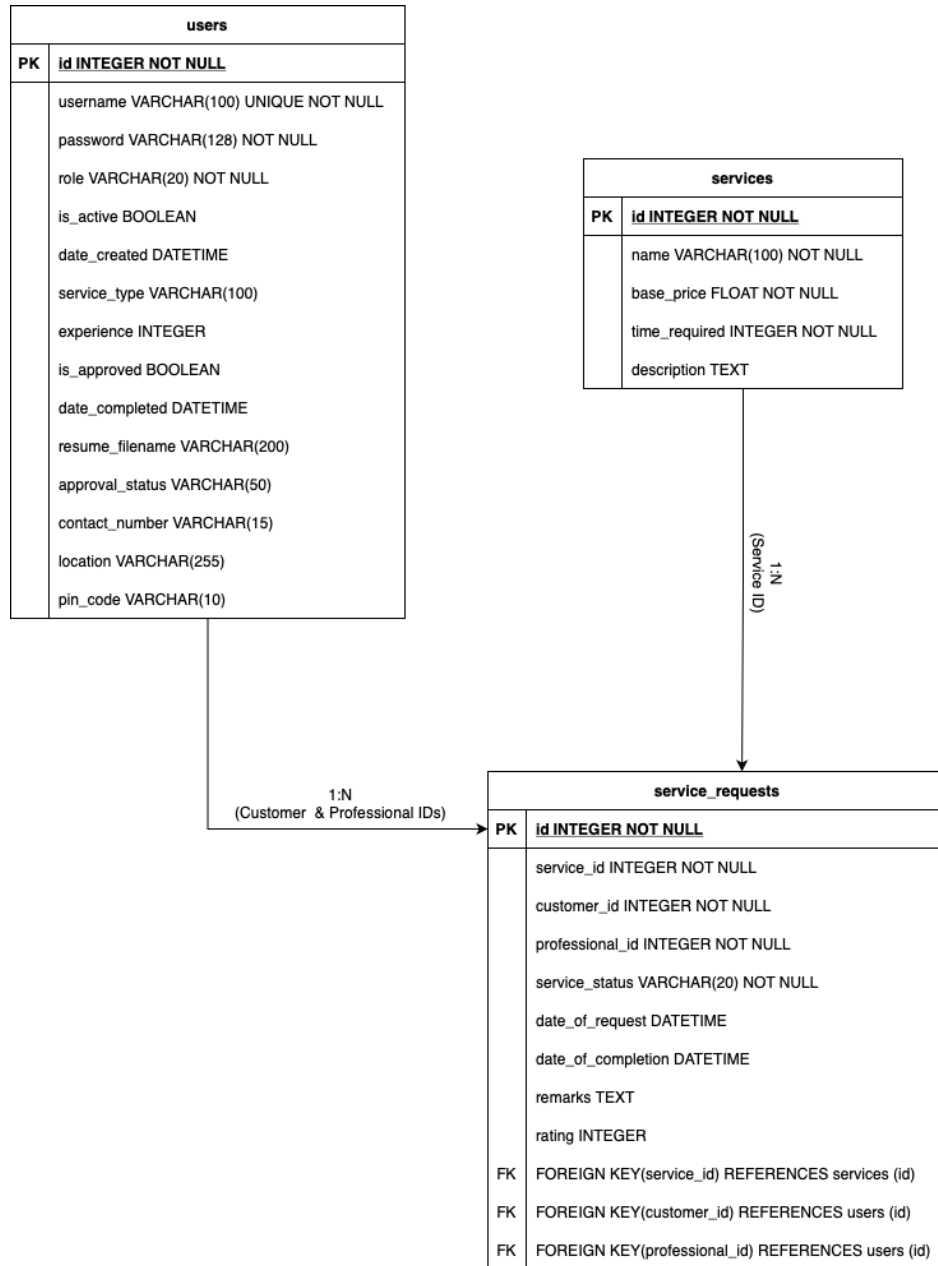 users
PK id INTEGER NOT NULL
username VARCHAR(100) UNIQUE NOT NULL
password VARCHAR(128) NOT NULL
role VARCHAR(20) NOT NULL
is_active BOOLEAN
date_created DATETIME
service_type VARCHAR(100)
experience INTEGER
is_approved BOOLEAN
date_completed DATETIME
resume_filename VARCHAR(200)
approval_status VARCHAR(50)
contact_number VARCHAR(15)
location VARCHAR(255)
pin_code VARCHAR(10)
services
PK id INTEGER NOT NULL
name VARCHAR(100) NOT NULL
base_price FLOAT NOT NULL
time_required INTEGER NOT NULL
description TEXT
1:N
(Service ID)
1:N
(Customer & Professional IDs)
service_requests
PK id INTEGER NOT NULL
service_id INTEGER NOT NULL
customer_id INTEGER NOT NULL
professional_id INTEGER NOT NULL
service_status VARCHAR(20) NOT NULL
date_of_request DATETIME
date_of_completion DATETIME
remarks TEXT
rating INTEGER
FK FOREIGN KEY(service_id) REFERENCES services (id)
FK FOREIGN KEY(customer_id) REFERENCES users (id)
FK FOREIGN KEY(professional_id) REFERENCES users (id)